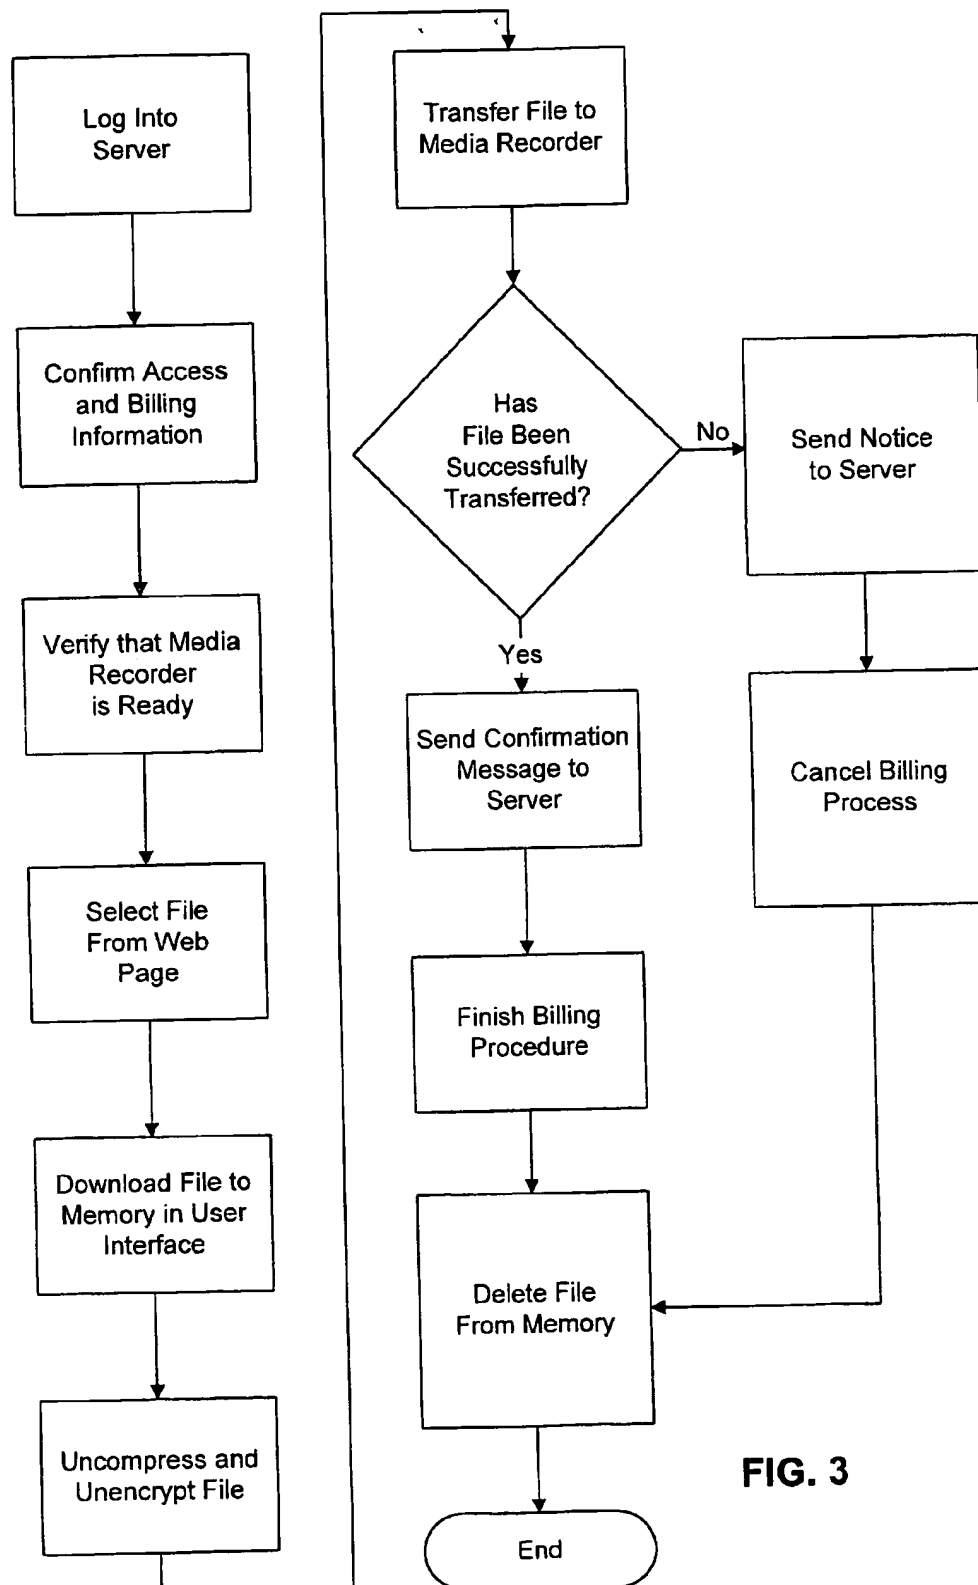 Log Into
Server
Confirm Access
and Billing
Information
Verify that Media
Recorder
is Ready
Select File
From Web
Page
Download File to
Memory in User
Interface
Uncompress and
Unencrypt File
Transfer File to
Media Recorder
Has
File Been
Successfully
Transferred?
No
Send Notice
to Server
Yes
Send Confirmation
Message to
Server
Cancel Billing
Process
Finish Billing
Procedure
Delete File
From Memory
End
FIG. 3